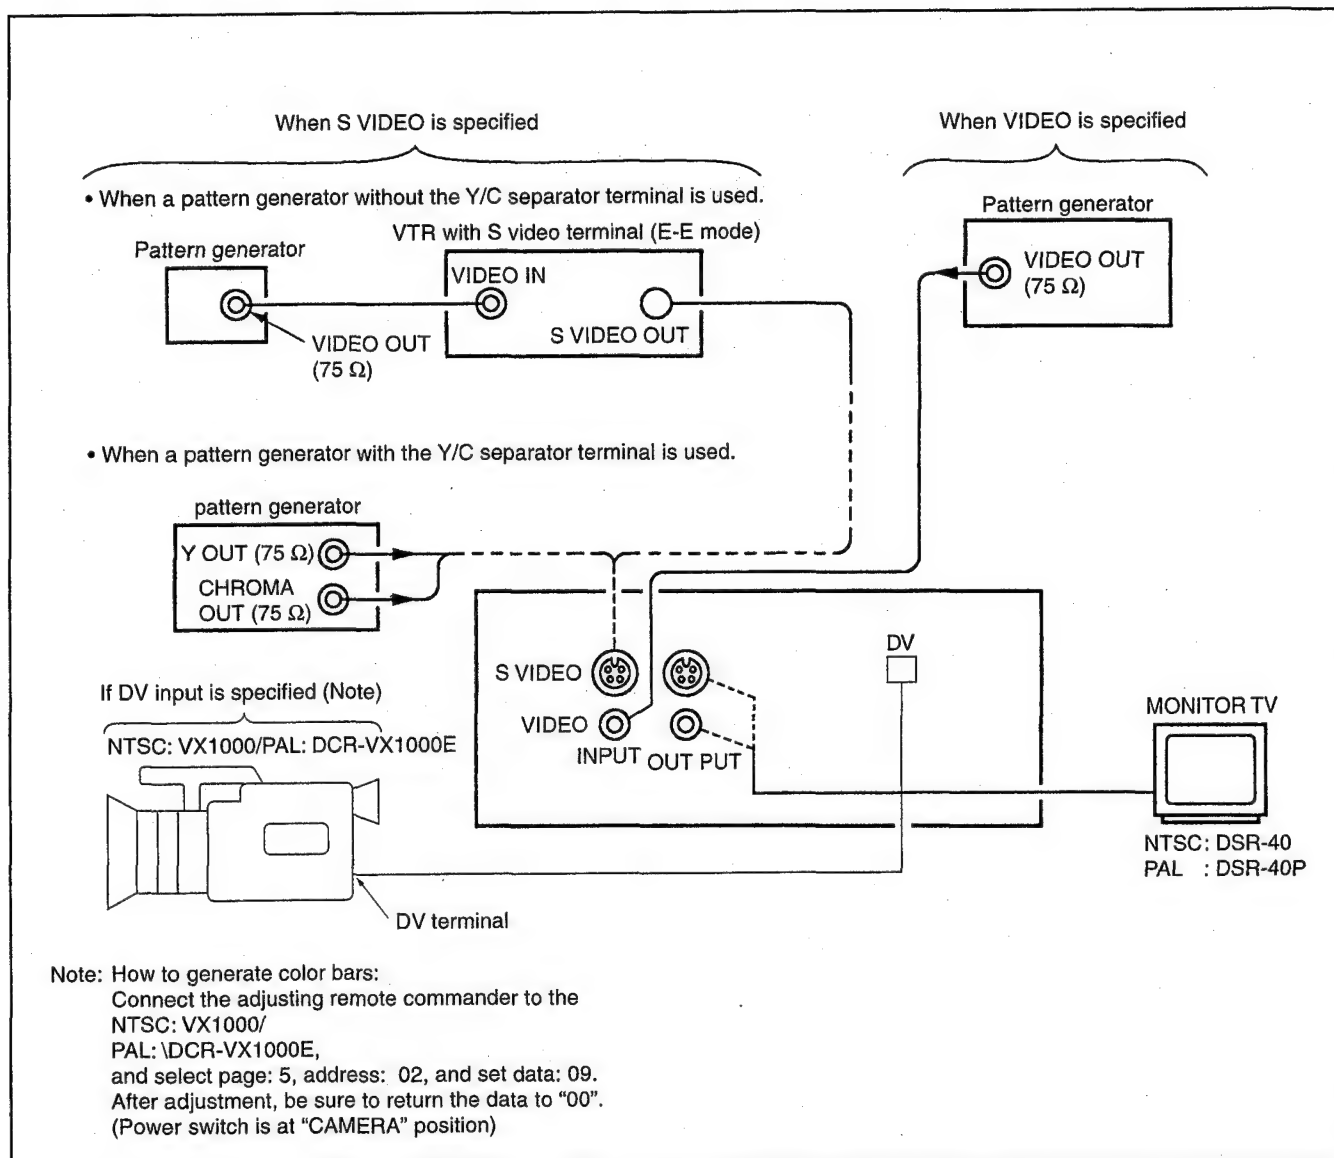 When S VIDEO is specified
When VIDEO is specified
• When a pattern generator without the Y/C separator terminal is used.
Pattern generator
VTR with S video terminal (E-E mode)
VIDEO IN
S VIDEO OUT
VIDEO OUT
(75 Ω)
Pattern generator
VIDEO OUT
(75 Ω)
• When a pattern generator with the Y/C separator terminal is used.
pattern generator
Y OUT (75 Ω)
CHROMA
OUT (75 Ω)
S VIDEO
VIDEO
INPUT
OUT PUT
DV
If DV input is specified (Note)
NTSC: VX1000/PAL: DCR-VX1000E
DV terminal
MONITOR TV
NTSC: DSR-40
PAL : DSR-40P
Note: How to generate color bars:
Connect the adjusting remote commander to the
NTSC: VX1000/
PAL: \DCR-VX1000E,
and select page: 5, address: 02, and set data: 09.
After adjustment, be sure to return the data to “00”.
(Power switch is at “CAMERA” position)